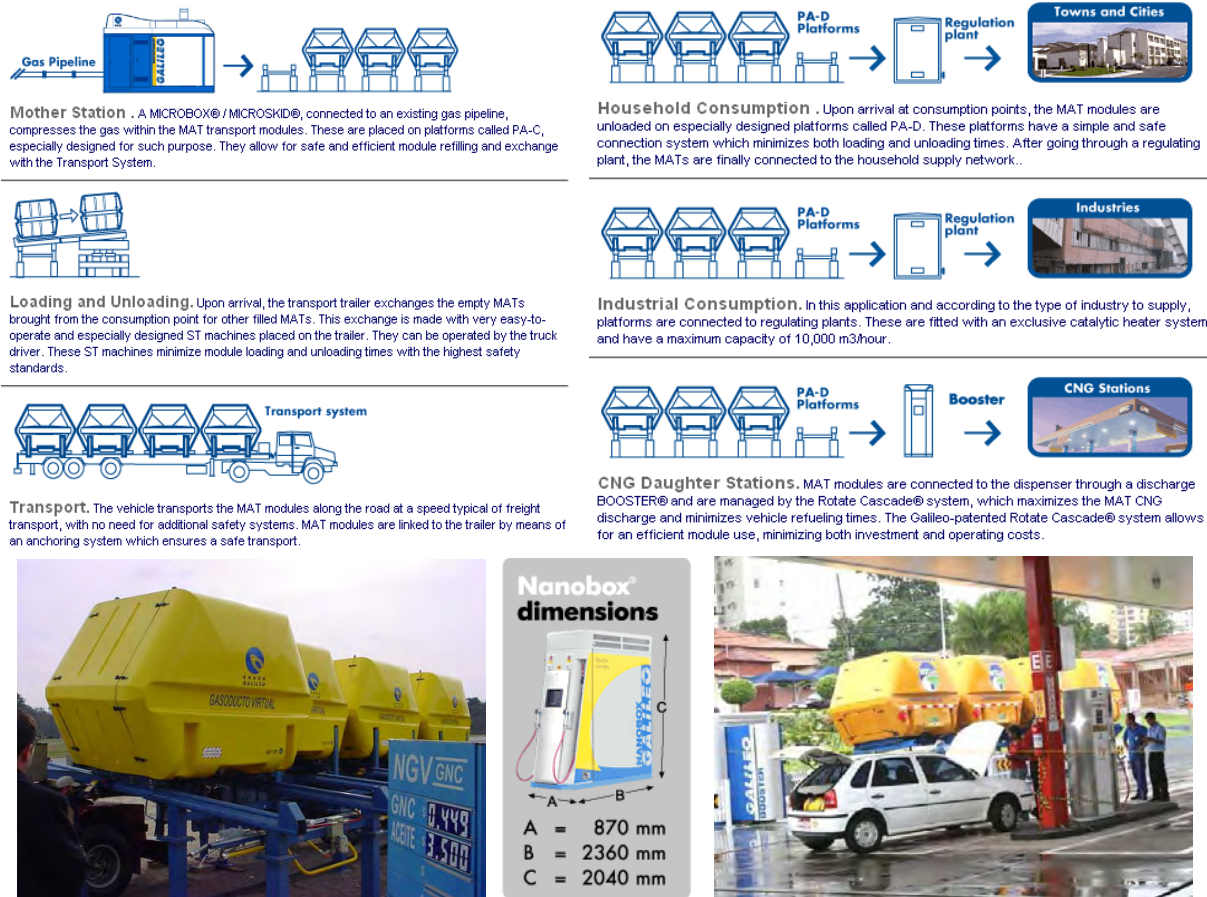 Gas Pipeline
GALILEO
Mother Station . A MICROBOX® / MICROSKID®, connected to an existing gas pipeline,
compresses the gas within the MAT transport modules. These are placed on platforms called PA-C,
especially designed for such purpose. They allow for safe and efficient module refilling and exchange
with the Transport System.
Loading and Unloading. Upon arrival, the transport trailer exchanges the empty MATs
brought from the consumption point for other filled MATs. This exchange is made with very easy-to-
operate and especially designed ST machines placed on the trailer. They can be operated by the truck
driver. These ST machines minimize module loading and unloading times with the highest safety
standards.
Transport system
Transport. The vehicle transports the MAT modules along the road at a speed typical of freight
transport, with no need for additional safety systems. MAT modules are linked to the trailer by means of
an anchoring system which ensures a safe transport.
PA-D
Platforms
Regulation
plant
Towns and Cities
Household Consumption . Upon arrival at consumption points, the MAT modules are
unloaded on especially designed platforms called PA-D. These platforms have a simple and safe
connection system which minimizes both loading and unloading times. After going through a regulating
plant, the MATs are finally connected to the household supply network..
PA-D
Platforms
Regulation
plant
Industries
Industrial Consumption. In this application and according to the type of industry to supply,
platforms are connected to regulating plants. These are fitted with an exclusive catalytic heater system
and have a maximum capacity of 10,000 m3/hour.
PA-D
Platforms
Booster
CNG Stations
CNG Daughter Stations. MAT modules are connected to the dispenser through a discharge
BOOSTER® and are managed by the Rotate Cascade® system, which maximizes the MAT CNG
discharge and minimizes vehicle refueling times. The Galileo-patented Rotate Cascade® system allows
for an efficient module use, minimizing both investment and operating costs.
GALILEO
GASODUCTO VIRTUAL
NGV GNC
GNC $ 0.449
ACEITE $ 3.500
Nanobox®
dimensions
NANOBOX
GALILEO
C
A
B
A = 870 mm
B = 2360 mm
C = 2040 mm
GALILEO
BOOSTER
E E